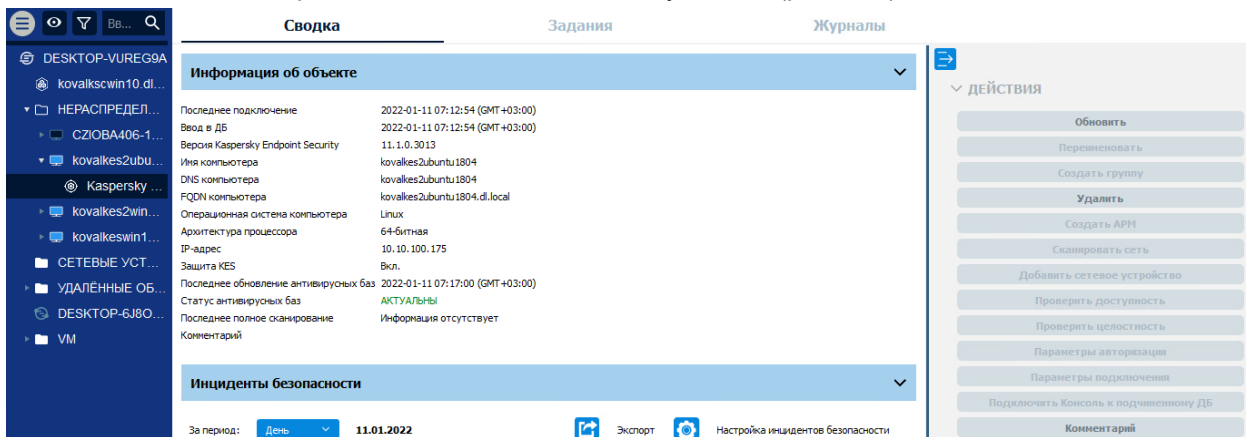 Вв...
Сводка
Задания
Журналы
DESKTOP-VUREG9A
kovalkscwin10.dl...
НЕРАСПРЕДЕЛ...
CZIOBA406-1...
kovalkes2ubu...
Kaspersky ...
kovalkes2win...
kovalkeswin1...
СЕТЕВЫЕ УСТ...
УДАЛЁННЫЕ ОБ...
DESKTOP-6J8O...
VM
Информация об объекте
Последнее подключение 2022-01-11 07:12:54 (GMT+03:00)
Ввод в ДБ 2022-01-11 07:12:54 (GMT+03:00)
Версия Kaspersky Endpoint Security 11.1.0.3013
Имя компьютера kovalkes2ubuntu1804
DNS компьютера kovalkes2ubuntu1804
FQDN компьютера kovalkes2ubuntu1804.dl.local
Операционная система компьютера Linux
Архитектура процессора 64-битная
IP-адрес 10.10.100.175
Защита KES Вкл.
Последнее обновление антивирусных баз 2022-01-11 07:17:00 (GMT+03:00)
Статус антивирусных баз АКТУАЛЬНЫ
Последнее полное сканирование Информация отсутствует
Комментарий
Инциденты безопасности
За период: День 11.01.2022 Экспорт Настройка инцидентов безопасности
ДЕЙСТВИЯ
Обновить
Переименовать
Создать группу
Удалить
Создать АРМ
Сканировать сеть
Добавить сетевое устройство
Проверить доступность
Проверить целостность
Параметры авторизации
Параметры подключения
Подключить Консоль к подчиненному ДБ
Комментарий